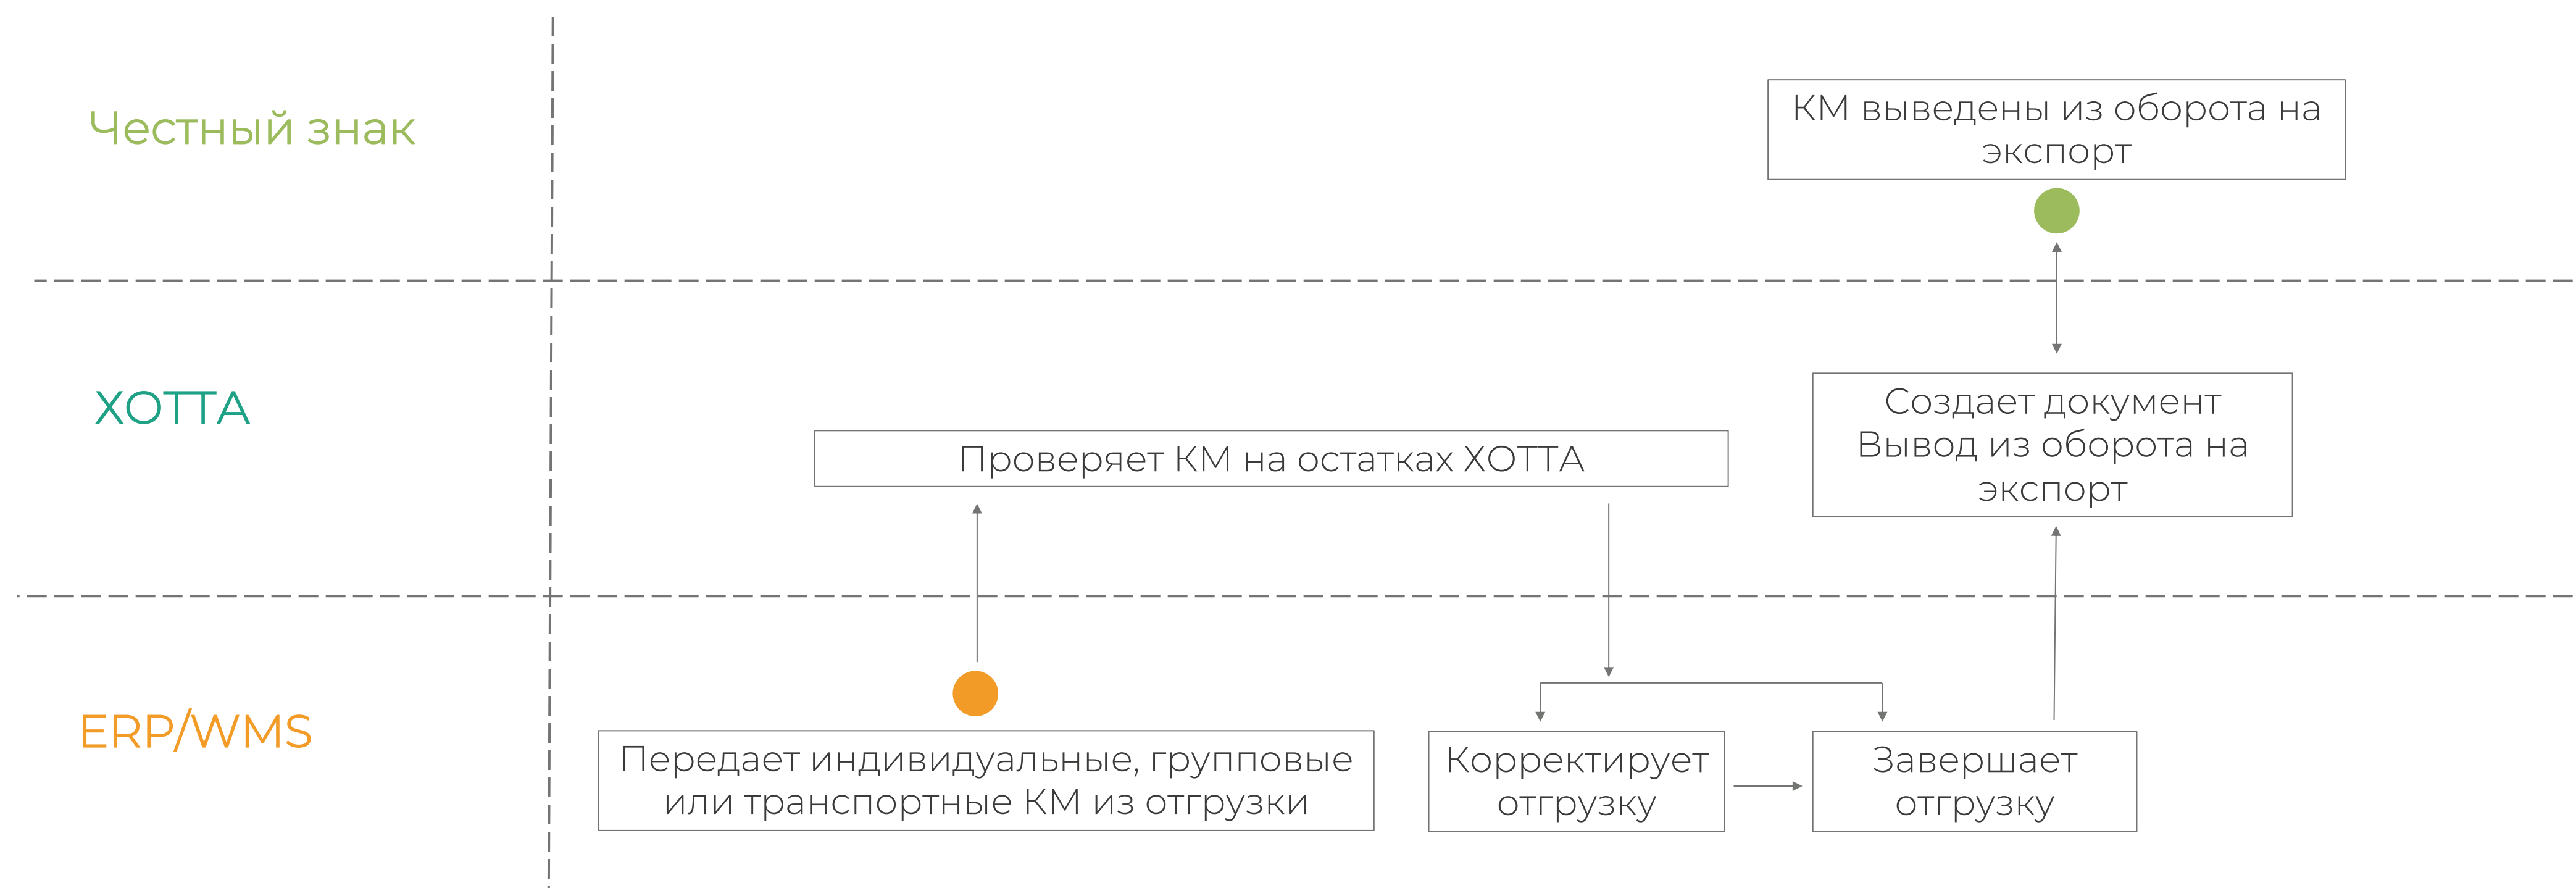 Честный знак
КМ выведены из оборота на
экспорт
ХОТТА
Проверяет КМ на остатках ХОТТА
Создает документ
Вывод из оборота на
экспорт
ERP/WMS
Передает индивидуальные, групповые
или транспортные КМ из отгрузки
Корректирует
отгрузку
Завершает
отгрузку